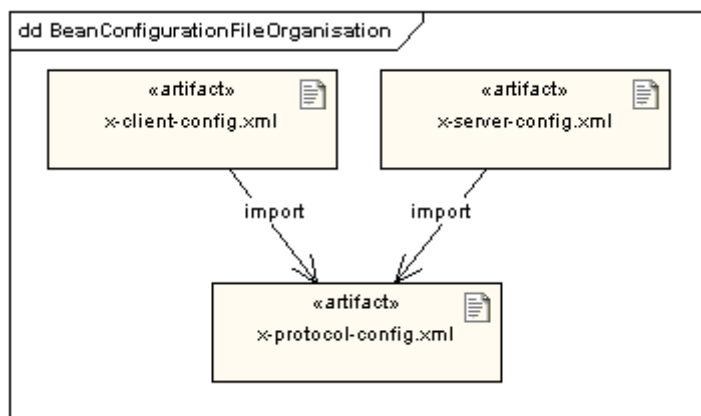 dd BeanConfigurationFileOrganisation
«artifact»
x-client-config.xml
«artifact»
x-server-config.xml
import
import
«artifact»
x-protocol-config.xml